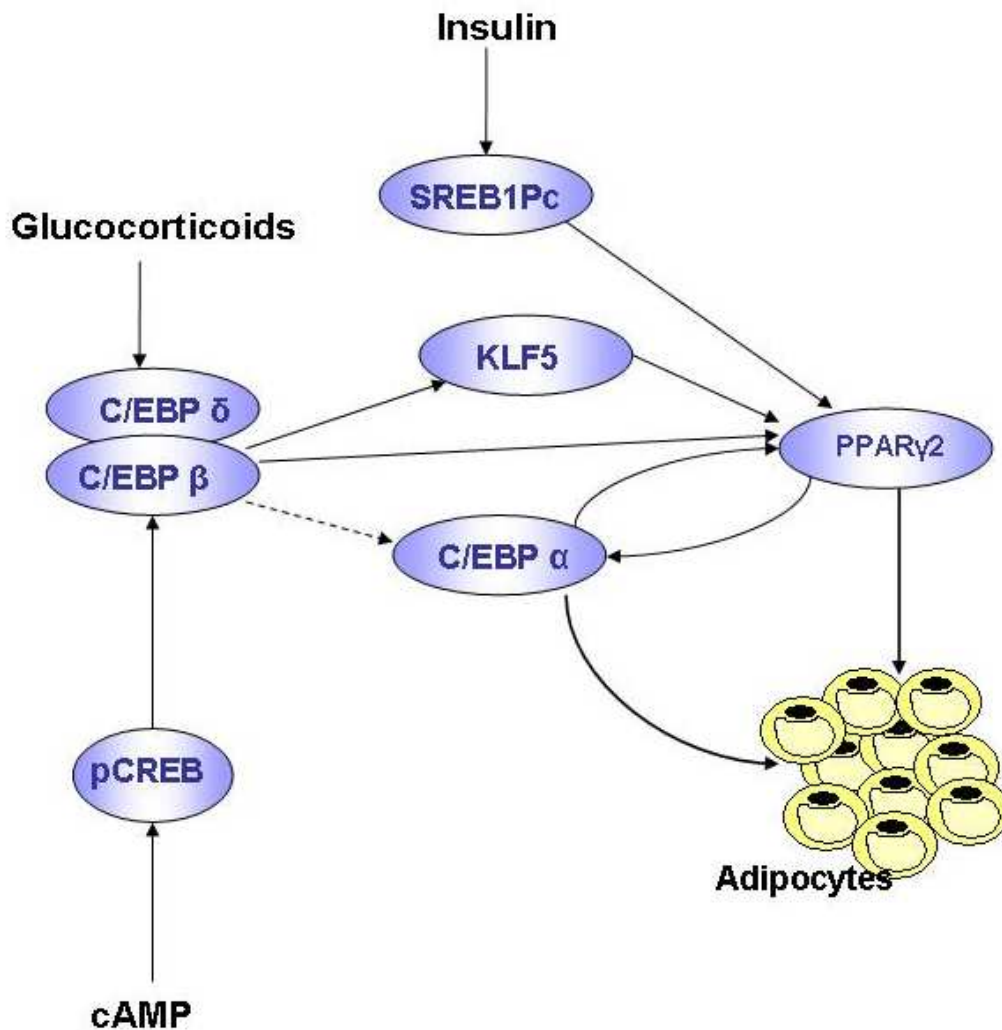 Insulin
SREB1Pc
Glucocorticoids
KLF5
C/EBP δ
PPARγ2
C/EBP β
C/EBP α
pCREB
Adipocytes
cAMP